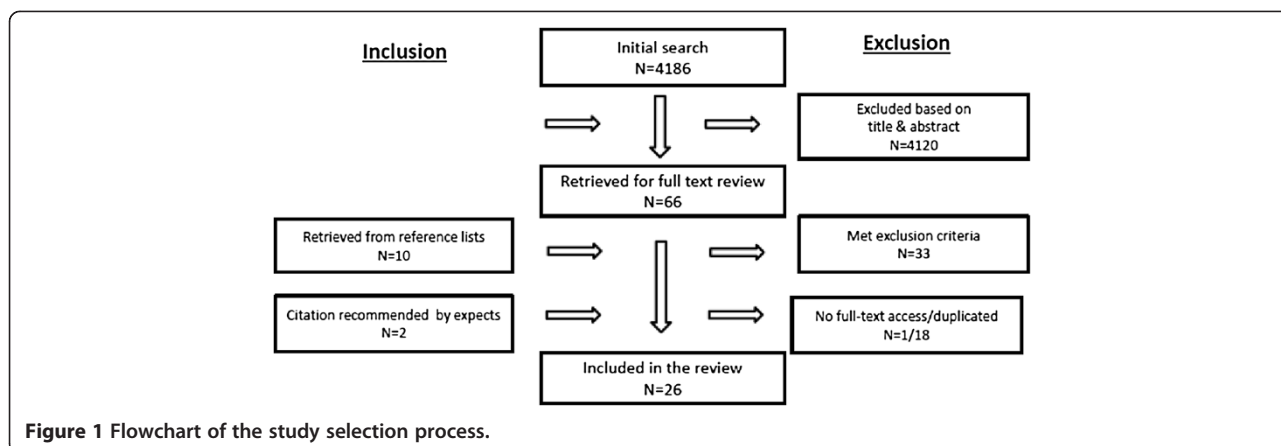 Inclusion
Initial search
N=4186
Exclusion
Excluded based on
title & abstract
N=4120
Retrieved for full text review
N=66
Retrieved from reference lists
N=10
Met exclusion criteria
N=33
Citation recommended by expects
N=2
No full-text access/duplicated
N=1/18
Included in the review
N=26
Figure 1 Flowchart of the study selection process.